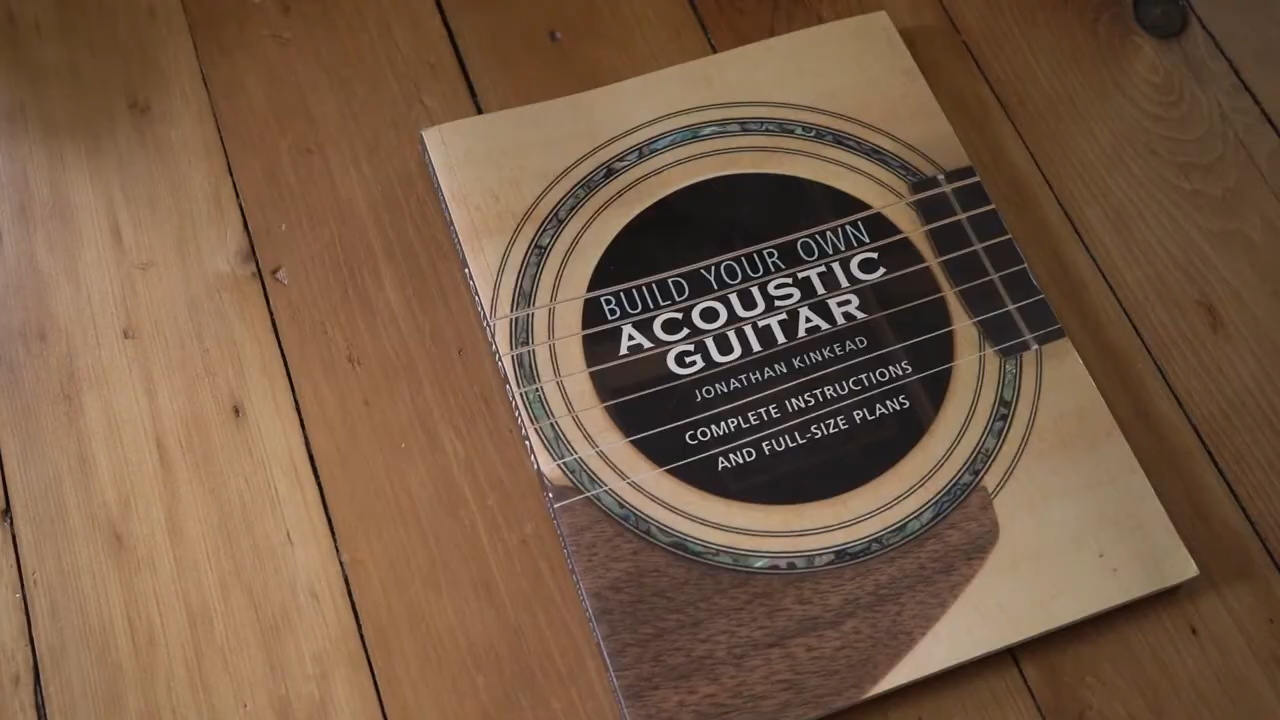 BUILD YOUR OWN
ACOUSTIC
GUITAR
JONATHAN KINKEAD
COMPLETE INSTRUCTIONS
AND FULL-SIZE PLANS